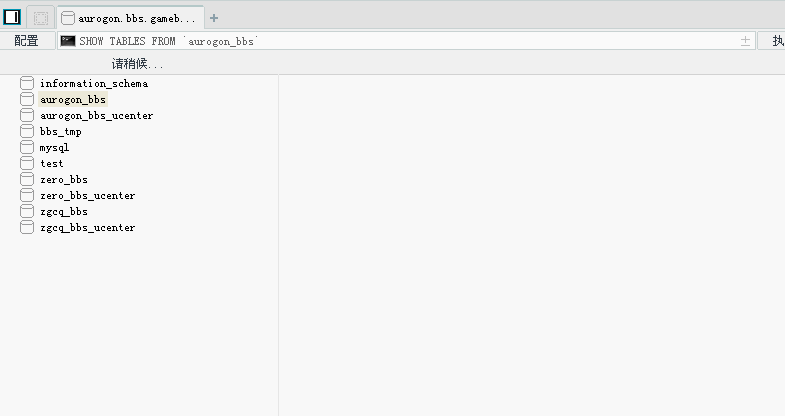 aurogon.bbs.gameb...
配置
SHOW TABLES FROM `aurogon_bbs`
执
请稍候...
information_schema
aurogon_bbs
aurogon_bbs_ucenter
bbs_tmp
mysql
test
zero_bbs
zero_bbs_ucenter
zgcq_bbs
zgcq_bbs_ucenter